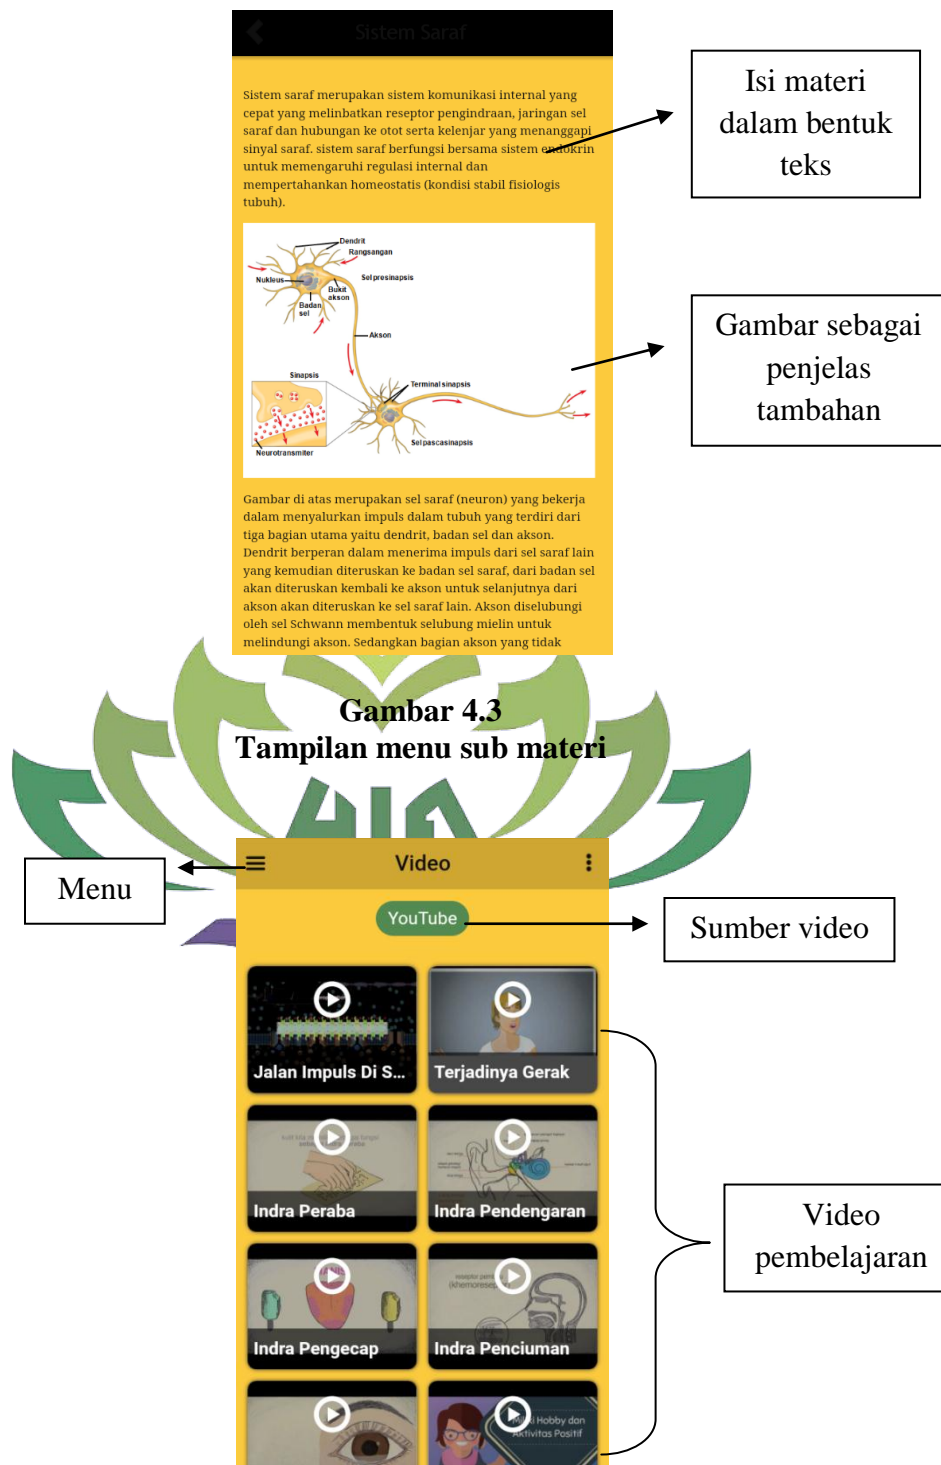 Sistem Saraf
Sistem saraf merupakan sistem komunikasi internal yang
cepat yang melinbatkan reseptor pengindraan, jaringan sel
saraf dan hubungan ke otot serta kelenjar yang menanggapi
sinyal saraf. sistem saraf berfungsi bersama sistem endokrin
untuk memengaruhi regulasi internal dan
mempertahankan homeostatis (kondisi stabil fisiologis
tubuh).
Isi materi
dalam bentuk
teks
Dendrit
Rangsangan
Nukleus
Sel presinapsis
Bukit
akson
Badan
sel
Akson
Sinapsis
Terminal sinapsis
Sel pascasinapsis
Neurotransmiter
Gambar sebagai
penjelas
tambahan
Gambar di atas merupakan sel saraf (neuron) yang bekerja
dalam menyalurkan impuls dalam tubuh yang terdiri dari
tiga bagian utama yaitu dendrit, badan sel dan akson.
Dendrit berperan dalam menerima impuls dari sel saraf lain
yang kemudian diteruskan ke badan sel saraf, dari badan sel
akan diteruskan kembali ke akson untuk selanjutnya dari
akson akan diteruskan ke sel saraf lain. Akson diselubungi
oleh sel Schwann membentuk selubung mielin untuk
melindungi akson. Sedangkan bagian akson yang tidak
Gambar 4.3
Tampilan menu sub materi
Menu
Video
YouTube
Sumber video
Jalan Impuls Di S...
Terjadinya Gerak
Indra Peraba
Indra Pendengaran
Video
pembelajaran
reseptor
(khemoresep
Indra Pengecap
Indra Penciuman
Hobby dan
Aktivitas Positif